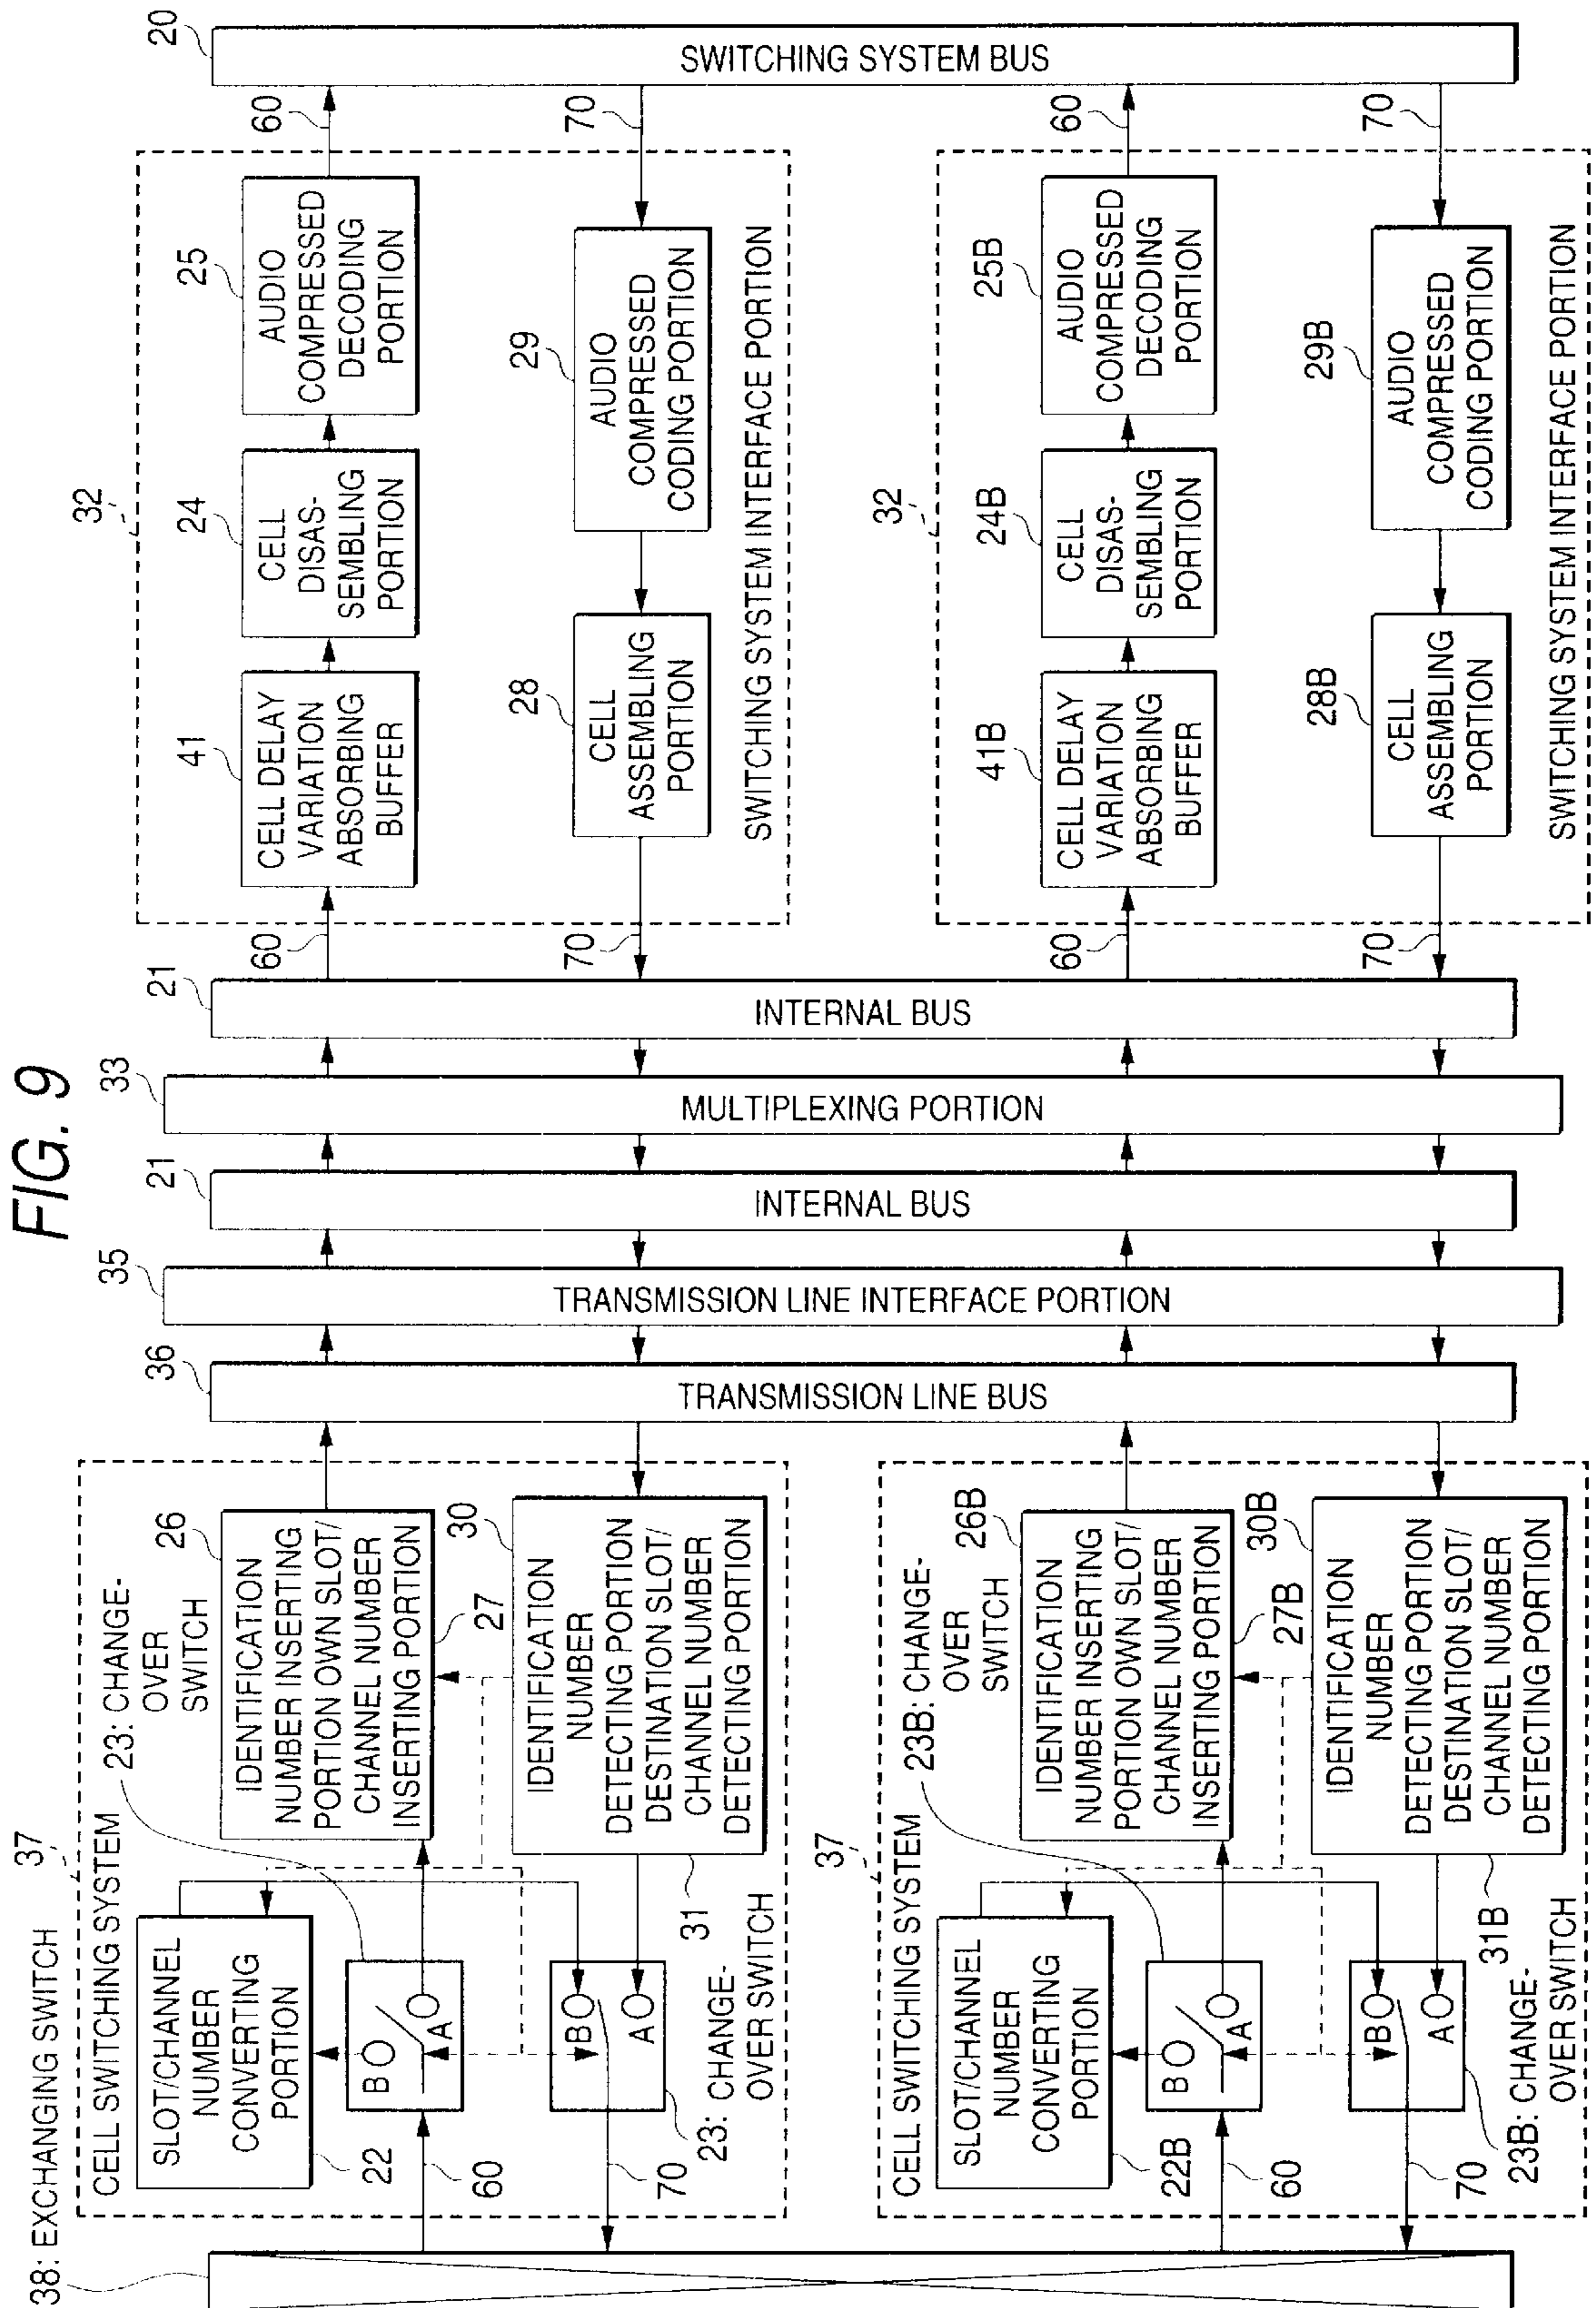 FIG. 9
38: EXCHANGING SWITCH
37
CELL SWITCHING SYSTEM
SLOT/CHANNEL
NUMBER
CONVERTING
PORTION
22
23: CHANGE-
OVER
SWITCH
B
A
60
IDENTIFICATION
NUMBER INSERTING
PORTION OWN SLOT/
CHANNEL NUMBER
INSERTING PORTION
26
27
B
A
70
23: CHANGE-
OVER SWITCH
IDENTIFICATION
NUMBER
DETECTING PORTION
DESTINATION SLOT/
CHANNEL NUMBER
DETECTING PORTION
30
31
37
CELL SWITCHING SYSTEM
SLOT/CHANNEL
NUMBER
CONVERTING
PORTION
22B
23B: CHANGE-
OVER
SWITCH
B
A
60
IDENTIFICATION
NUMBER INSERTING
PORTION OWN SLOT/
CHANNEL NUMBER
INSERTING PORTION
26B
27B
B
A
70
23B: CHANGE-
OVER SWITCH
IDENTIFICATION
NUMBER
DETECTING PORTION
DESTINATION SLOT/
CHANNEL NUMBER
DETECTING PORTION
30B
31B
36
TRANSMISSION LINE BUS
35
TRANSMISSION LINE INTERFACE PORTION
21
INTERNAL BUS
33
MULTIPLEXING PORTION
21
INTERNAL BUS
32
60
41
CELL DELAY
VARIATION
ABSORBING
BUFFER
24
CELL
DISAS-
SEMBLING
PORTION
25
AUDIO
COMPRESSED
DECODING
PORTION
60
70
28
CELL
ASSEMBLING
PORTION
29
AUDIO
COMPRESSED
CODING PORTION
70
SWITCHING SYSTEM INTERFACE PORTION
32
60
41B
CELL DELAY
VARIATION
ABSORBING
BUFFER
24B
CELL
DISAS-
SEMBLING
PORTION
25B
AUDIO
COMPRESSED
DECODING
PORTION
60
70
28B
CELL
ASSEMBLING
PORTION
29B
AUDIO
COMPRESSED
CODING PORTION
70
SWITCHING SYSTEM INTERFACE PORTION
20
SWITCHING SYSTEM BUS